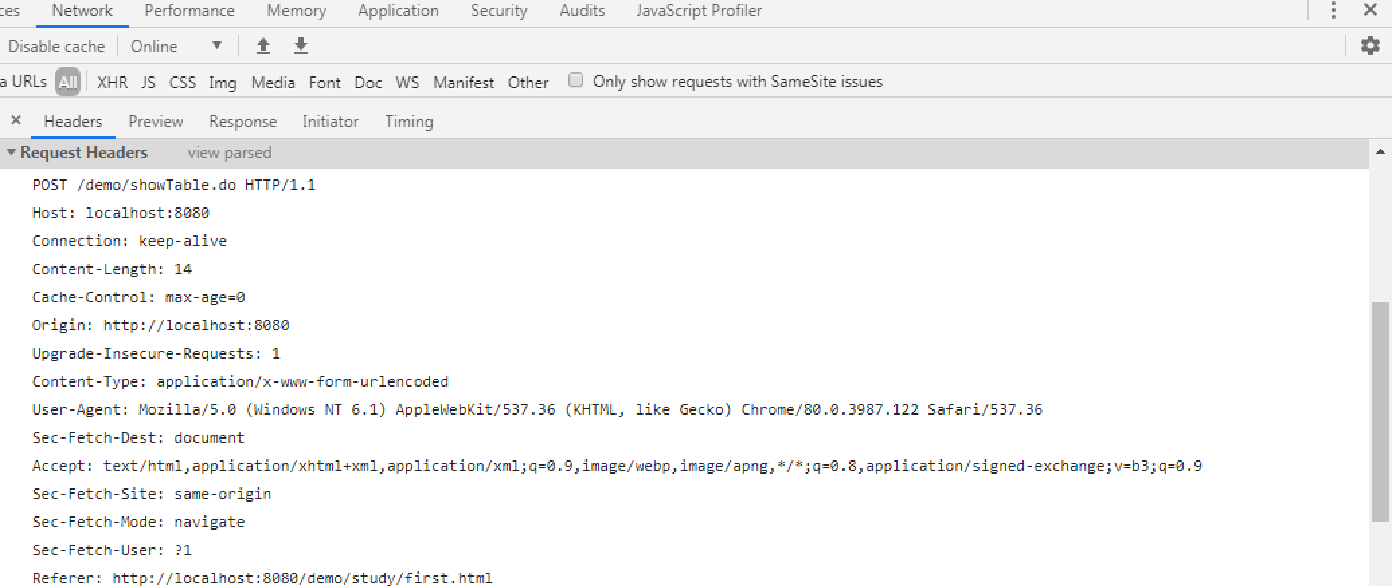 ces Network Performance Memory Application Security Audits JavaScript Profiler
Disable cache Online
a URLs All XHR JS CSS Img Media Font Doc WS Manifest Other Only show requests with SameSite issues
Headers Preview Response Initiator Timing
Request Headers view parsed
POST /demo/showTable.do HTTP/1.1
Host: localhost:8080
Connection: keep-alive
Content-Length: 14
Cache-Control: max-age=0
Origin: http://localhost:8080
Upgrade-Insecure-Requests: 1
Content-Type: application/x-www-form-urlencoded
User-Agent: Mozilla/5.0 (Windows NT 6.1) AppleWebKit/537.36 (KHTML, like Gecko) Chrome/80.0.3987.122 Safari/537.36
Sec-Fetch-Dest: document
Accept: text/html,application/xhtml+xml,application/xml;q=0.9,image/webp,image/apng,*/*;q=0.8,application/signed-exchange;v=b3;q=0.9
Sec-Fetch-Site: same-origin
Sec-Fetch-Mode: navigate
Sec-Fetch-User: ?1
Referer: http://localhost:8080/demo/study/first.html